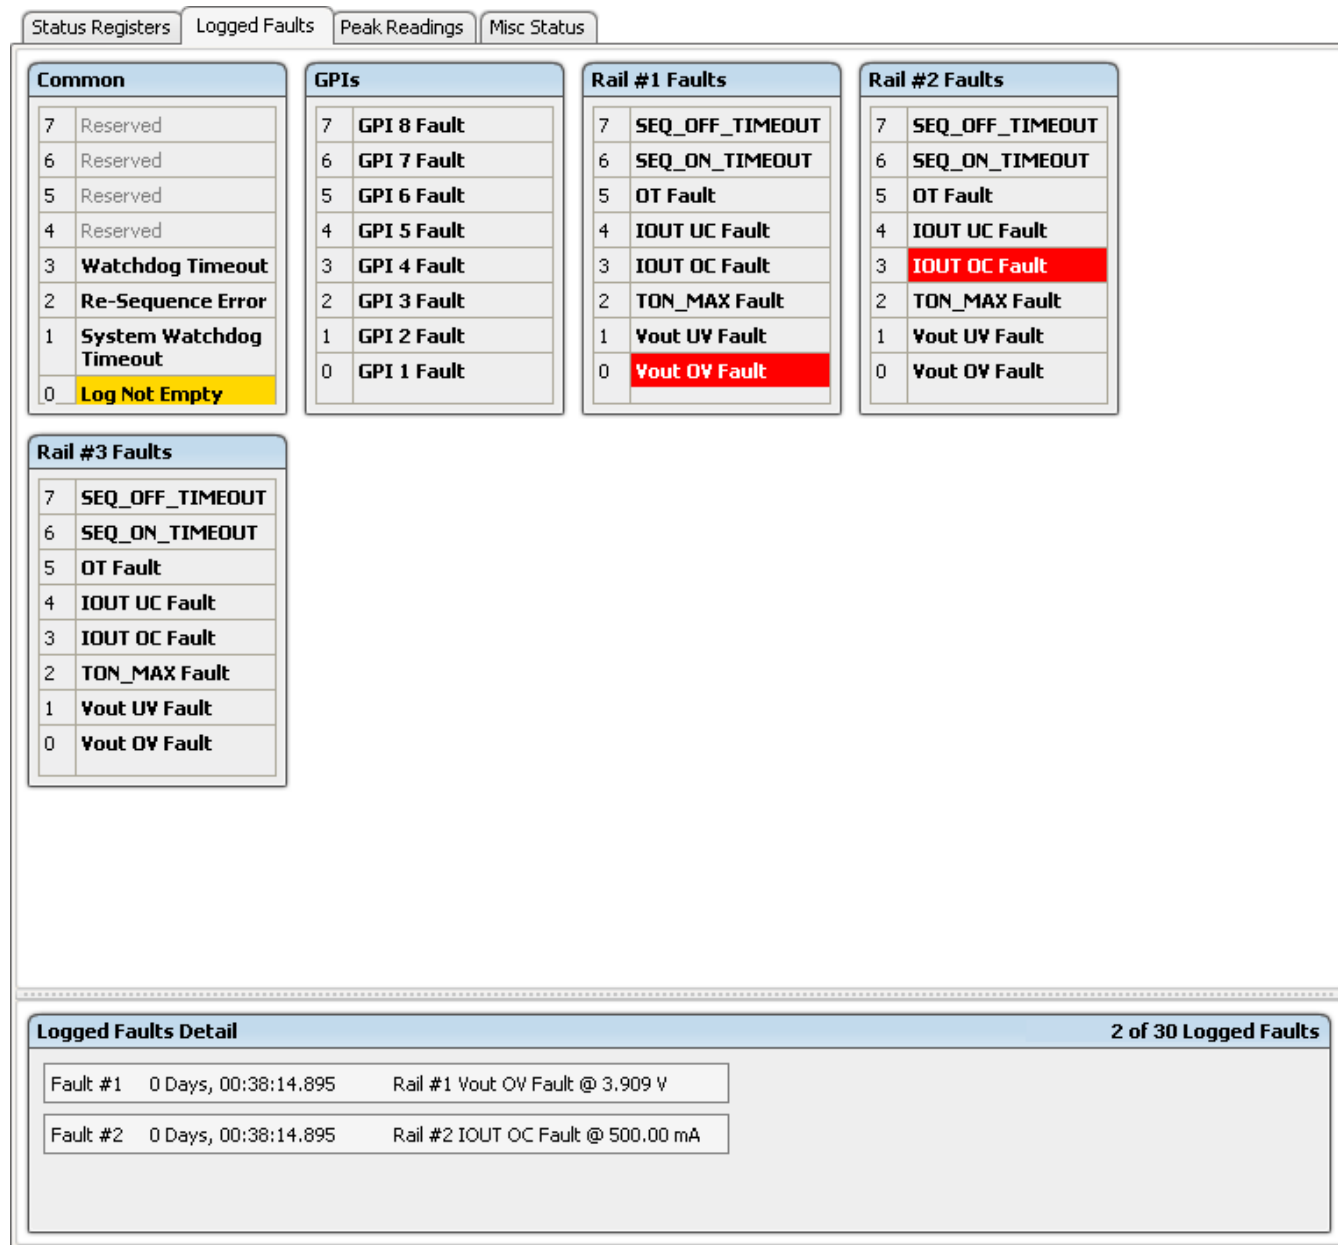 Status Registers Logged Faults Peak Readings Misc Status
Common
7 Reserved
6 Reserved
5 Reserved
4 Reserved
3 Watchdog Timeout
2 Re-Sequence Error
1 System Watchdog
Timeout
0 Log Not Empty
GPIs
7 GPI 8 Fault
6 GPI 7 Fault
5 GPI 6 Fault
4 GPI 5 Fault
3 GPI 4 Fault
2 GPI 3 Fault
1 GPI 2 Fault
0 GPI 1 Fault
Rail #1 Faults
7 SEQ_OFF_TIMEOUT
6 SEQ_ON_TIMEOUT
5 OT Fault
4 IOUT UC Fault
3 IOUT OC Fault
2 TON_MAX Fault
1 Vout UV Fault
0 Vout OV Fault
Rail #2 Faults
7 SEQ_OFF_TIMEOUT
6 SEQ_ON_TIMEOUT
5 OT Fault
4 IOUT UC Fault
3 IOUT OC Fault
2 TON_MAX Fault
1 Vout UV Fault
0 Vout OV Fault
Rail #3 Faults
7 SEQ_OFF_TIMEOUT
6 SEQ_ON_TIMEOUT
5 OT Fault
4 IOUT UC Fault
3 IOUT OC Fault
2 TON_MAX Fault
1 Vout UV Fault
0 Vout OV Fault
Logged Faults Detail 2 of 30 Logged Faults
Fault #1 0 Days, 00:38:14.895 Rail #1 Vout OV Fault @ 3.909 V
Fault #2 0 Days, 00:38:14.895 Rail #2 IOUT OC Fault @ 500.00 mA